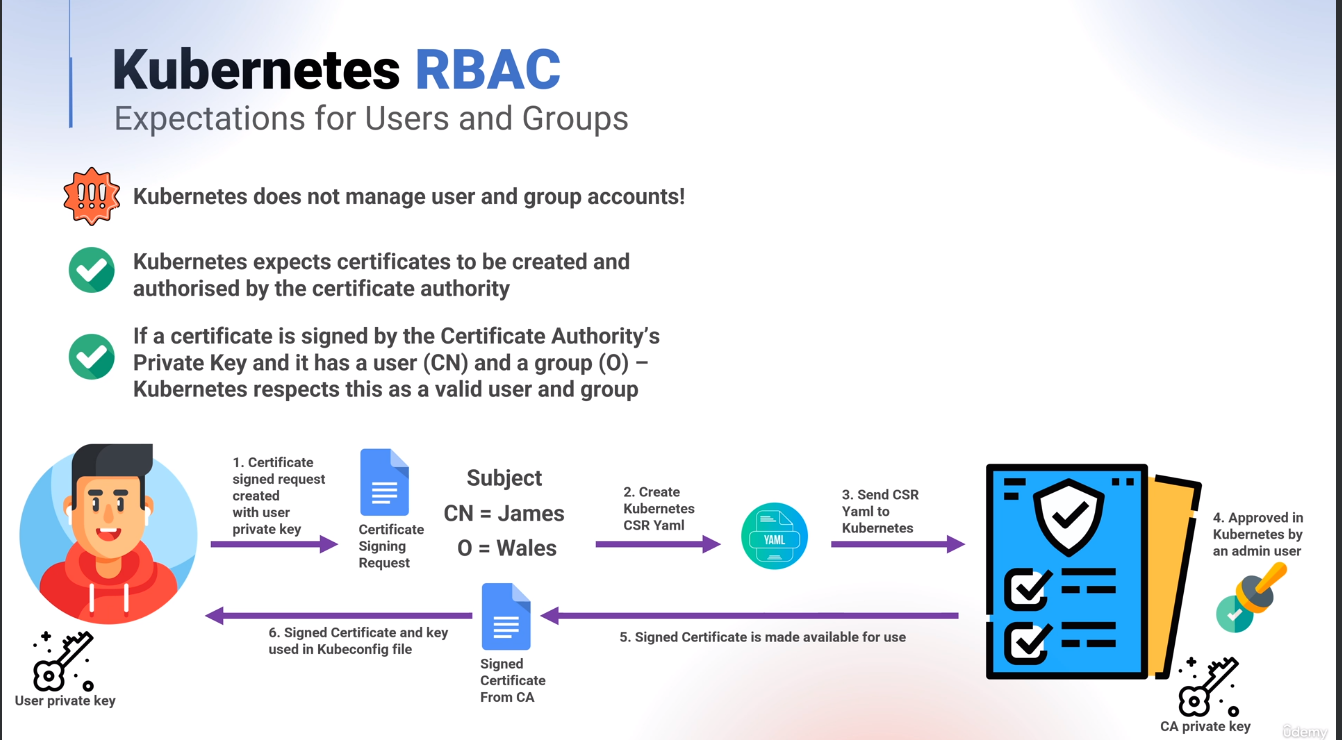 Kubernetes RBAC
Expectations for Users and Groups
Kubernetes does not manage user and group accounts!
Kubernetes expects certificates to be created and
authorised by the certificate authority
If a certificate is signed by the Certificate Authority's
Private Key and it has a user (CN) and a group (O) –
Kubernetes respects this as a valid user and group
1. Certificate
signed request
created
with user
private key
Certificate
Signing
Request
Subject
CN = James
O = Wales
2. Create
Kubernetes
CSR Yaml
YAML
3. Send CSR
Yaml to
Kubernetes
4. Approved in
Kubernetes by
an admin user
5. Signed Certificate is made available for use
Signed
Certificate
From CA
6. Signed Certificate and key
used in Kubeconfig file
User private key
CA private key
ûdemy